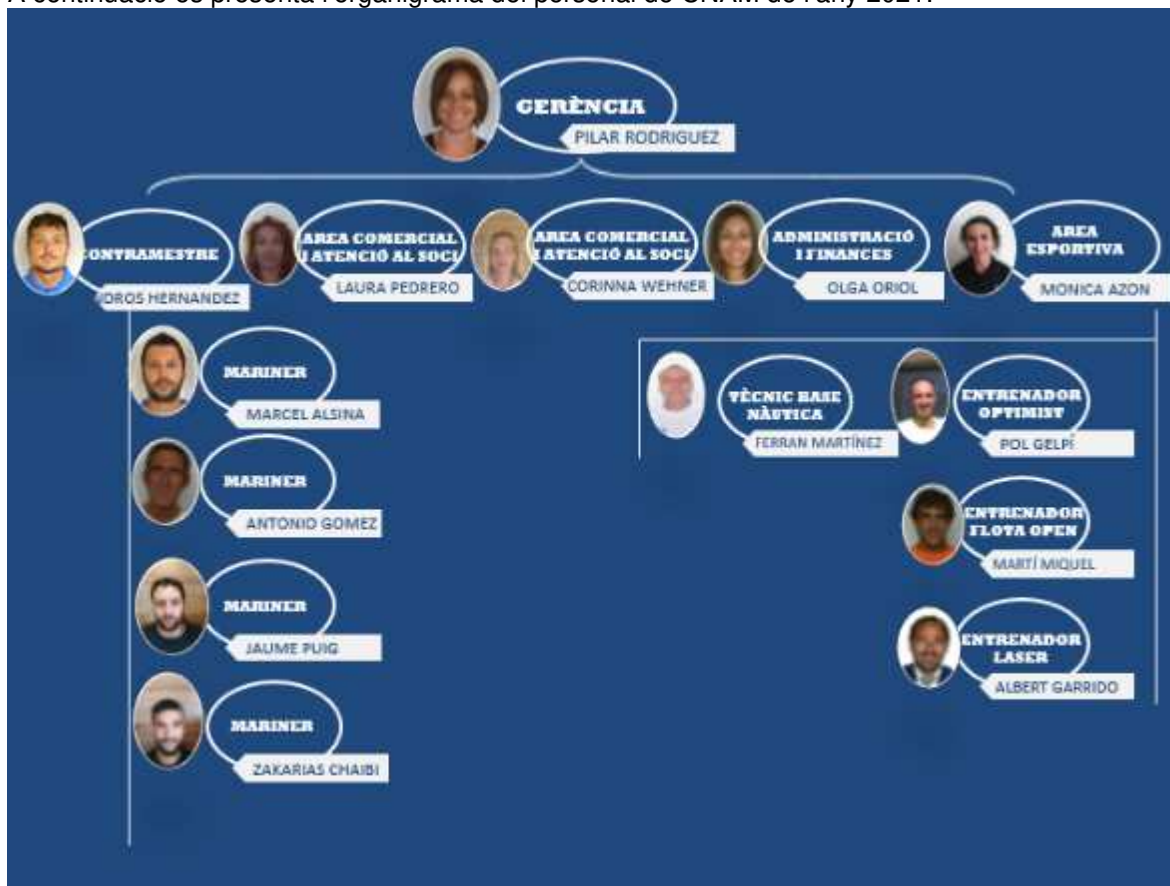 A continuació es presenta l'organigrama del personal de CNAM de l'any 2021:
GERÈNCIA
PILAR RODRIGUEZ
CONTRAMESTRE
IDROS HERNANDEZ
AREA COMERCIAL
I ATENCIÓ AL SOCI
LAURA PEDRERO
AREA COMERCIAL
I ATENCIÓ AL SOCI
CORINNA WEHNER
ADMINISTRACIÓ
I FINANCES
OLGA ORIOL
AREA
ESPORTIVA
MONICA AZON
MARINER
MARCEL ALSINA
MARINER
ANTONIO GOMEZ
MARINER
JAUME PUIG
MARINER
ZAKARIAS CHAIBI
TÈCNIC BASE
NÀUTICA
FERRAN MARTÍNEZ
ENTRENADOR
OPTIMIST
POL GELPÍ
ENTRENADOR
FLOTA OPEN
MARTÍ MIQUEL
ENTRENADOR
LASER
ALBERT GARRIDO